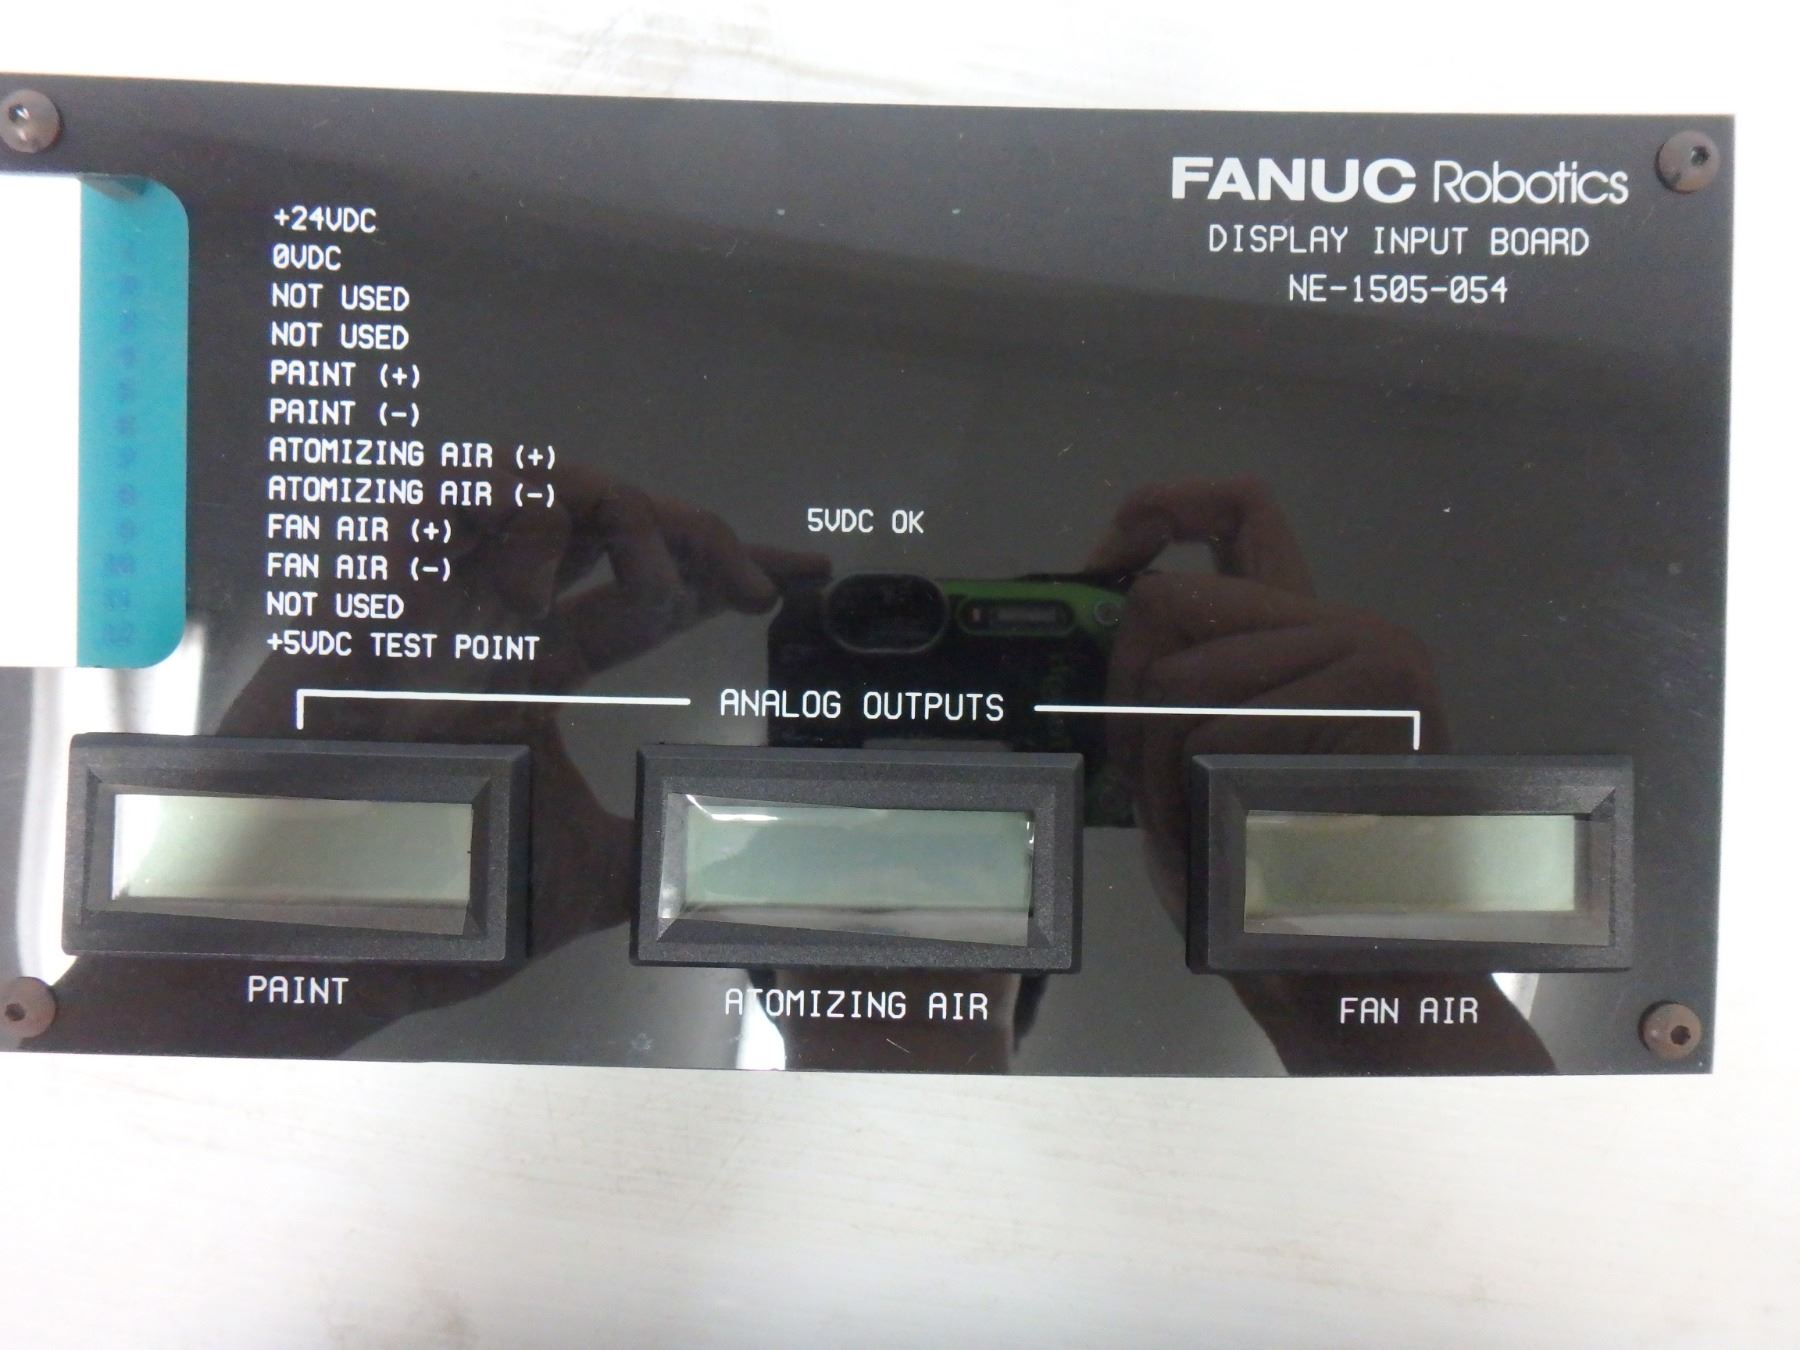 FANUC Robotics
DISPLAY INPUT BOARD
NE-1505-054
+24VDC
0VDC
NOT USED
NOT USED
PAINT (+)
PAINT (-)
ATOMIZING AIR (+)
ATOMIZING AIR (-)
FAN AIR (+)
FAN AIR (-)
NOT USED
+5VDC TEST POINT
5VDC OK
ANALOG OUTPUTS
PAINT
ATOMIZING AIR
FAN AIR